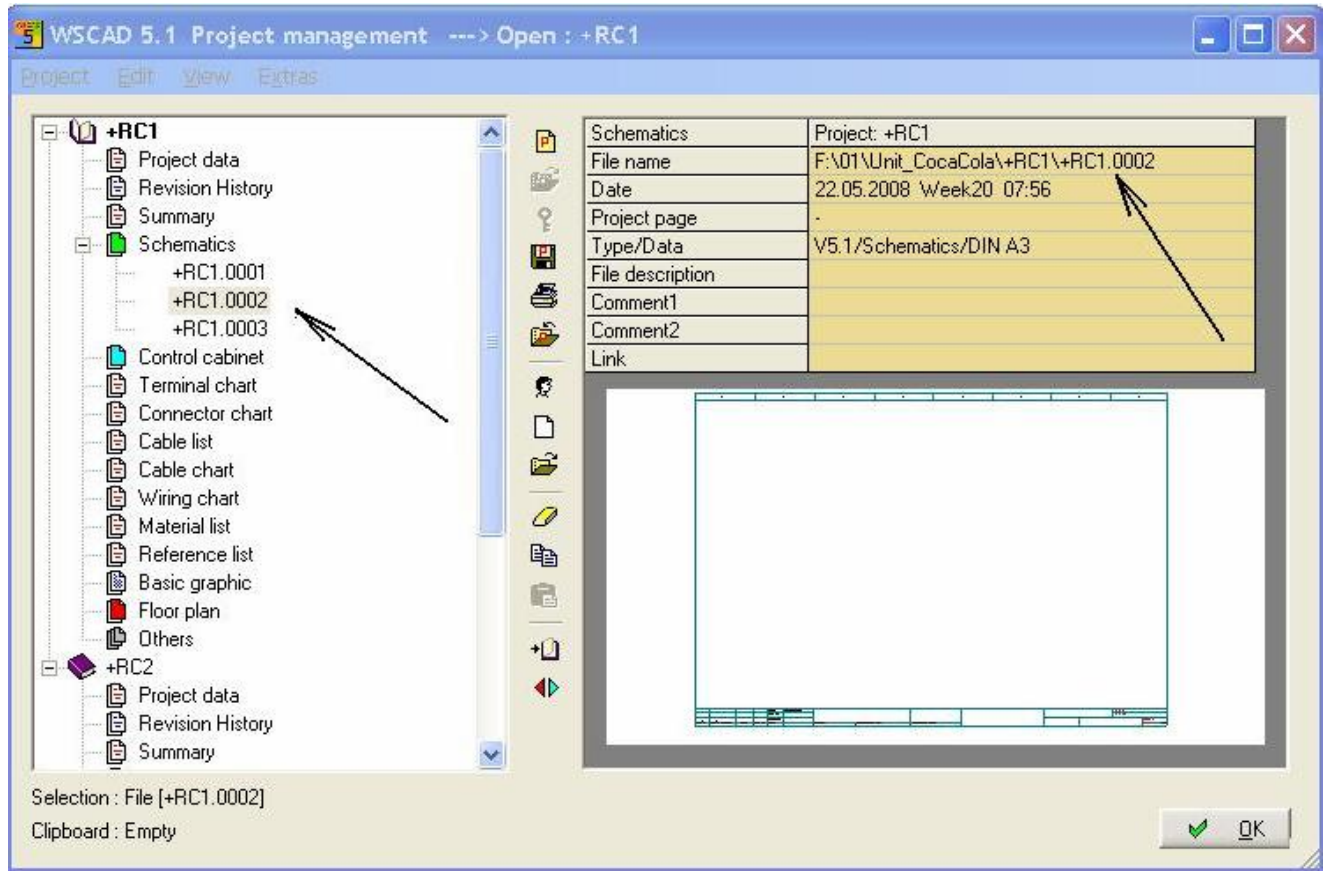 WSCAD 5.1 Project management ---> Open : +RC1
Project Edit View Extras
+RC1
Project data
Revision History
Summary
Schematics
+RC1.0001
+RC1.0002
+RC1.0003
Control cabinet
Terminal chart
Connector chart
Cable list
Cable chart
Wiring chart
Material list
Reference list
Basic graphic
Floor plan
Others
+RC2
Project data
Revision History
Summary
Schematics Project: +RC1
File name F:\01\Unit_CocaCola\+RC1\+RC1.0002
Date 22.05.2008 Week20 07:56
Project page -
Type/Data V5.1/Schematics/DIN A3
File description
Comment1
Comment2
Link
Selection : File [+RC1.0002]
Clipboard : Empty
OK